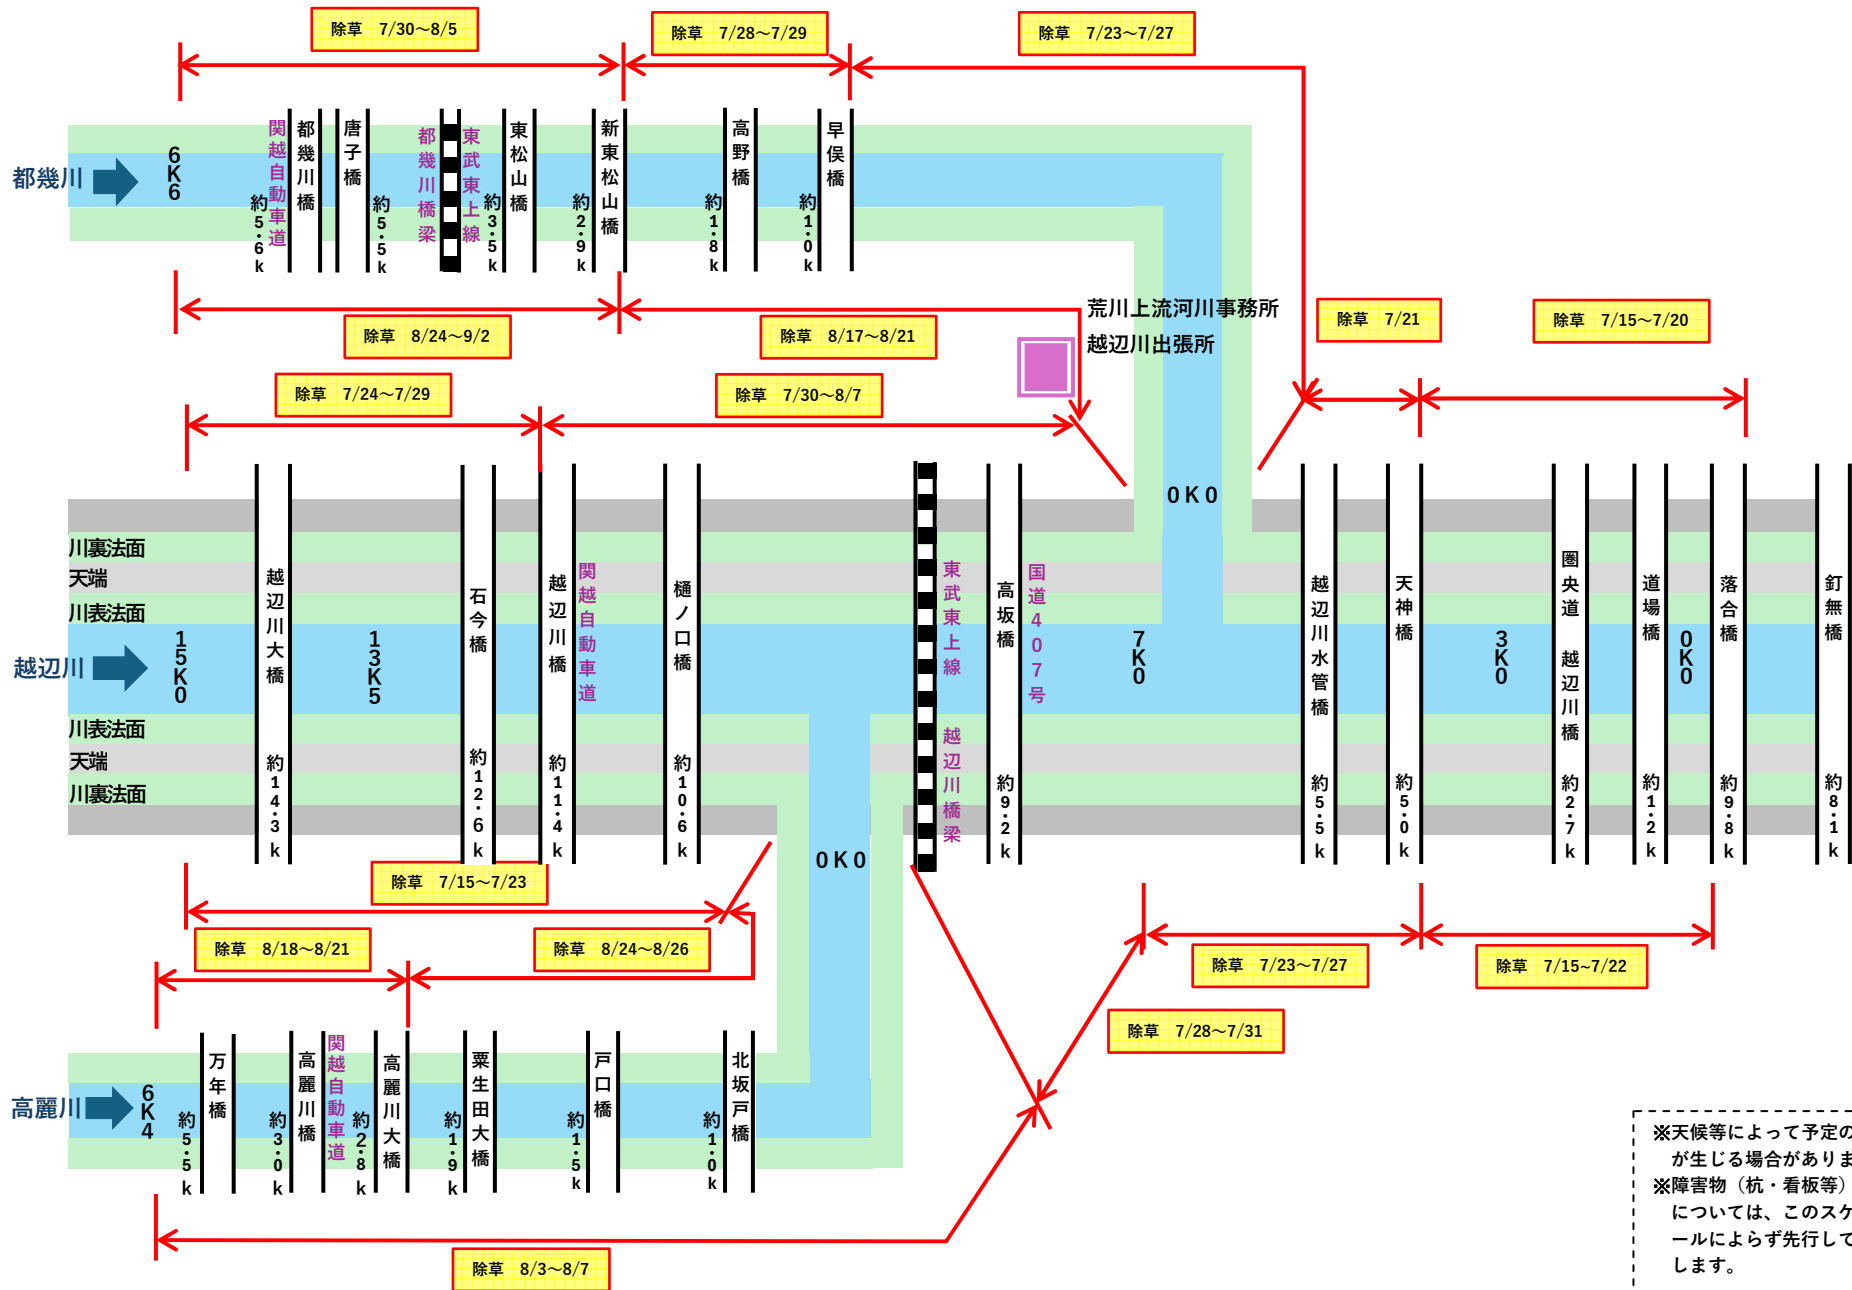 除草　7/30～8/5
除草　7/28～7/29
除草　7/23～7/27
都幾川
6K6
約5.6k
関越自動車道
都幾川橋
唐子橋
約5.5k
都幾川橋梁
東武東上線
約3.5k
東松山橋
約2.9k
新東松山橋
約1.8k
高野橋
約1.0k
早俣橋
除草　8/24～9/2
除草　8/17～8/21
荒川上流河川事務所
越辺川出張所
除草　7/21
除草　7/15～7/20
除草　7/24～7/29
除草　7/30～8/7
0K0
川裏法面
天端
川表法面
越辺川
15K0
川表法面
天端
川裏法面
越辺川大橋
約14.3k
13K5
石今橋
約12.6k
越辺川橋
約11.4k
関越自動車道
樋ノ口橋
約10.6k
東武東上線　越辺川橋梁
高坂橋
約9.2k
国道407号
7K0
越辺川水管橋
約5.5k
天神橋
約5.0k
3K0
圏央道　越辺川橋
約2.7k
道場橋
約1.2k
0K0
落合橋
約9.8k
釘無橋
約8.1k
0K0
除草　7/15～7/23
除草　8/18～8/21
除草　8/24～8/26
除草　7/23～7/27
除草　7/15~7/22
除草　7/28～7/31
高麗川
6K4
約5.5k
万年橋
約3.0k
高麗川橋
関越自動車道
約2.8k
高麗川大橋
約1.9k
粟生田大橋
約1.5k
戸口橋
約1.0k
北坂戸橋
除草　8/3～8/7
※天候等によって予定の
が生じる場合がありま
※障害物（杭・看板等）
については、このスケ
ールによらず先行して
します。